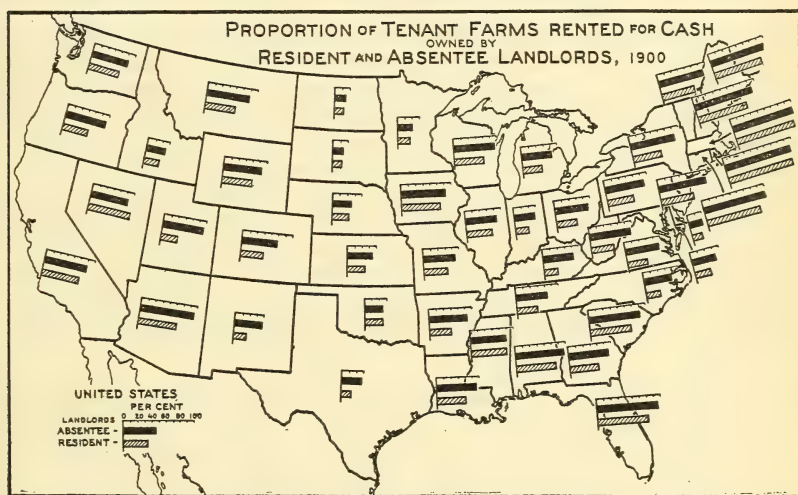 PROPORTION OF TENANT FARMS RENTED FOR CASH
OWNED BY
RESIDENT AND ABSENTEE LANDLORDS, 1900
UNITED STATES
PER CENT
LANDLORDS 0 20 40 60 80 100
ABSENTEE -
RESIDENT -